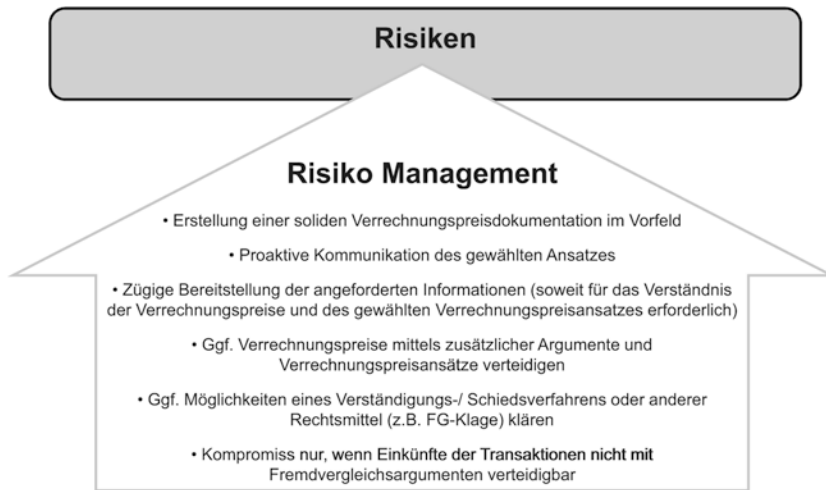 Risiken
Risiko Management
• Erstellung einer soliden Verrechnungspreisdokumentation im Vorfeld
• Proaktive Kommunikation des gewählten Ansatzes
• Zügige Bereitstellung der angeforderten Informationen (soweit für das Verständnis
der Verrechnungspreise und des gewählten Verrechnungspreisansatzes erforderlich)
• Ggf. Verrechnungspreise mittels zusätzlicher Argumente und
Verrechnungspreisansätze verteidigen
• Ggf. Möglichkeiten eines Verständigungs-/ Schiedsverfahrens oder anderer
Rechtsmittel (z.B. FG-Klage) klären
• Kompromiss nur, wenn Einkünfte der Transaktionen nicht mit
Fremdvergleichsargumenten verteidigbar